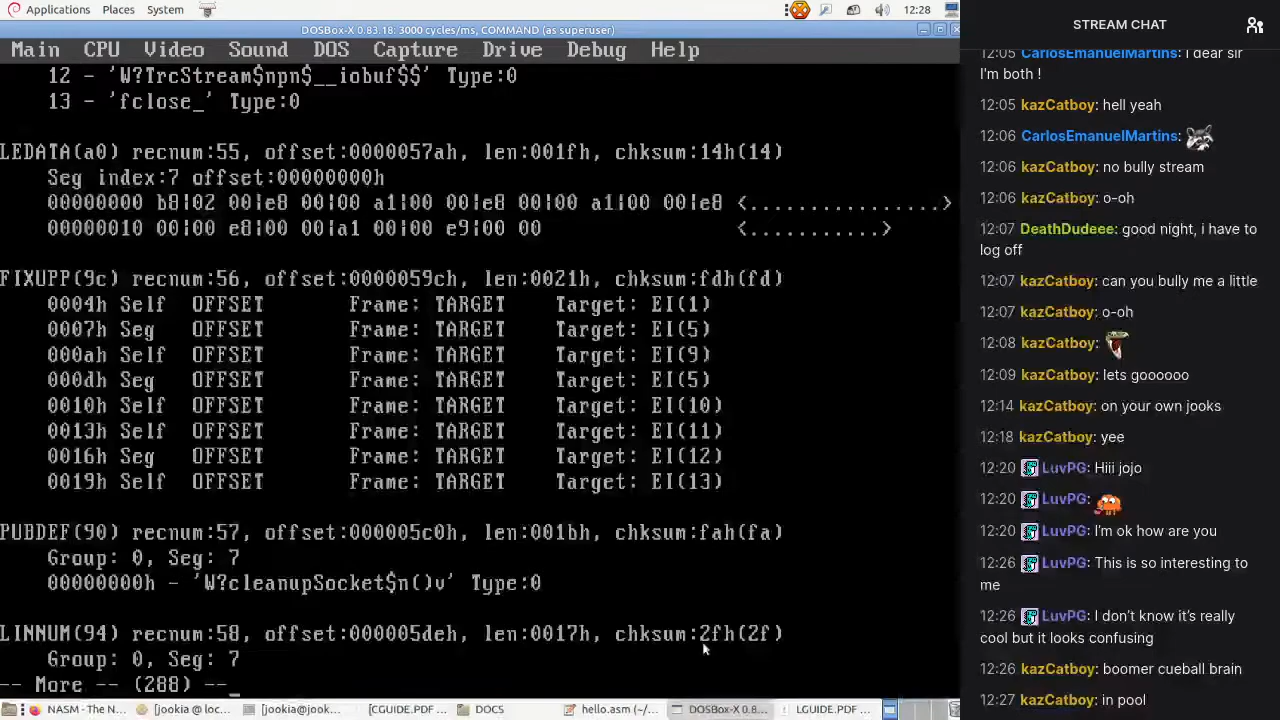 Applications Places System
12:28
DOSBox-X 0.83.18: 3000 cycles/ms, COMMAND (as superuser)
Main CPU Video Sound DOS Capture Drive Debug Help
12 - 'W?TrcStream$npn$__iobuf$$' Type:0
13 - 'fclose_' Type:0
LEDATA(a0) recnum:55, offset:0000057ah, len:001fh, chksum:14h(14)
Seg index:7 offset:00000000h
00000000 b8|02 00|e8 00|00 a1|00 00|e8 00|00 a1|00 00|e8 <................>
00000010 00|00 e8|00 00|a1 00|00 e9|00 00 <...........>
FIXUPP(9c) recnum:56, offset:0000059ch, len:0021h, chksum:fdh(fd)
0004h Self OFFSET Frame: TARGET Target: EI(1)
0007h Seg OFFSET Frame: TARGET Target: EI(5)
000ah Self OFFSET Frame: TARGET Target: EI(9)
000dh Seg OFFSET Frame: TARGET Target: EI(5)
0010h Self OFFSET Frame: TARGET Target: EI(10)
0013h Self OFFSET Frame: TARGET Target: EI(11)
0016h Seg OFFSET Frame: TARGET Target: EI(12)
0019h Self OFFSET Frame: TARGET Target: EI(13)
PUBDEF(90) recnum:57, offset:000005c0h, len:001bh, chksum:fah(fa)
Group: 0, Seg: 7
00000000h - 'W?cleanupSocket$n()v' Type:0
LINNUM(94) recnum:58, offset:000005deh, len:0017h, chksum:2fh(2f)
Group: 0, Seg: 7
-- More -- (288) --
NASM - The N... [jookia @ loc... [jookia@jook... [CGUIDE.PDF ... DOCS hello.asm (~/... DOSBox-X 0.8... LGUIDE.PDF ...
STREAM CHAT
12:05 CarlosEmanuelMartins: I dear sir
I'm both !
12:05 kazCatboy: hell yeah
12:06 CarlosEmanuelMartins:
12:06 kazCatboy: no bully stream
12:06 kazCatboy: o-oh
12:07 DeathDudeee: good night, i have to
log off
12:07 kazCatboy: can you bully me a little
12:07 kazCatboy: o-oh
12:08 kazCatboy:
12:09 kazCatboy: lets goooooo
12:14 kazCatboy: on your own jooks
12:18 kazCatboy: yee
12:20 LuvPG: Hiii jojo
12:20 LuvPG:
12:20 LuvPG: I'm ok how are you
12:26 LuvPG: This is so interesting to
me
12:26 LuvPG: I don't know it's really
cool but it looks confusing
12:26 kazCatboy: boomer cueball brain
12:27 kazCatboy: in pool